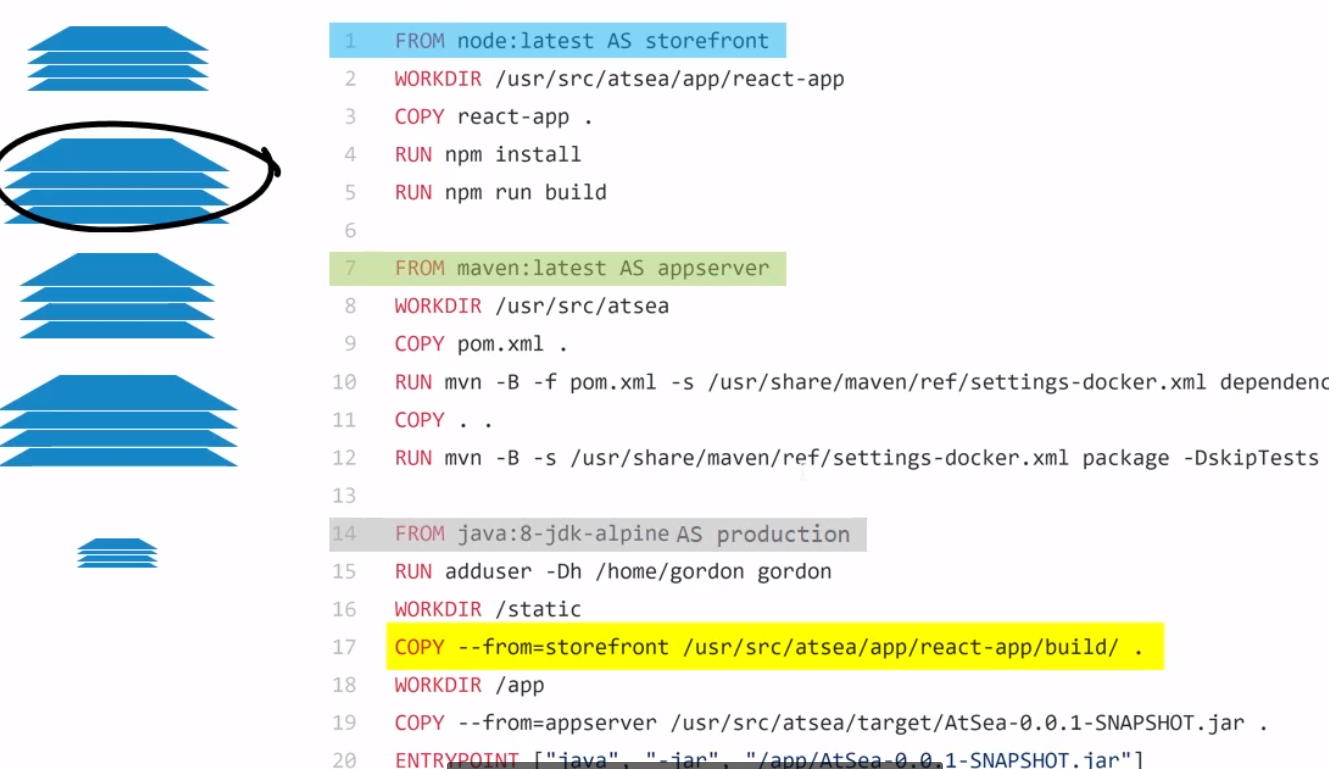 1 FROM node:latest AS storefront
2 WORKDIR /usr/src/atsea/app/react-app
3 COPY react-app .
4 RUN npm install
5 RUN npm run build
6
7 FROM maven:latest AS appserver
8 WORKDIR /usr/src/atsea
9 COPY pom.xml .
10 RUN mvn -B -f pom.xml -s /usr/share/maven/ref/settings-docker.xml dependenc
11 COPY . .
12 RUN mvn -B -s /usr/share/maven/ref/settings-docker.xml package -DskipTests
13
14 FROM java:8-jdk-alpine AS production
15 RUN adduser -Dh /home/gordon gordon
16 WORKDIR /static
17 COPY --from=storefront /usr/src/atsea/app/react-app/build/ .
18 WORKDIR /app
19 COPY --from=appserver /usr/src/atsea/target/AtSea-0.0.1-SNAPSHOT.jar .
20 ENTRYPOINT ["java", "-jar", "/app/AtSea-0.0.1-SNAPSHOT.jar"]